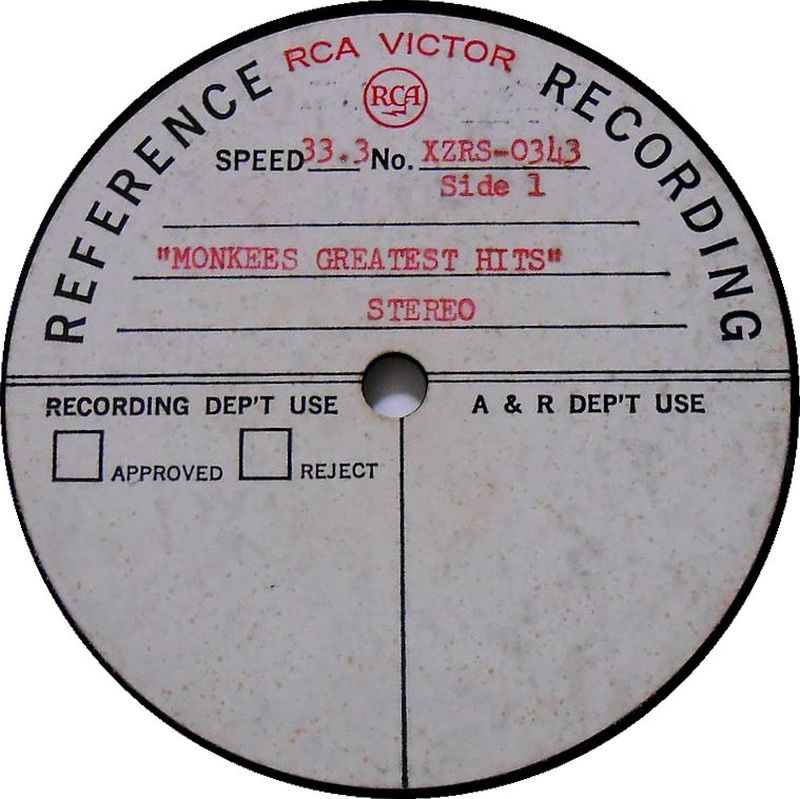 RCA VICTOR
REFERENCE RECORDING
RCA
SPEED 33.3 No. XZRS-0343
Side 1
"MONKEES GREATEST HITS"
STEREO
RECORDING DEP'T USE
A & R DEP'T USE
APPROVED REJECT